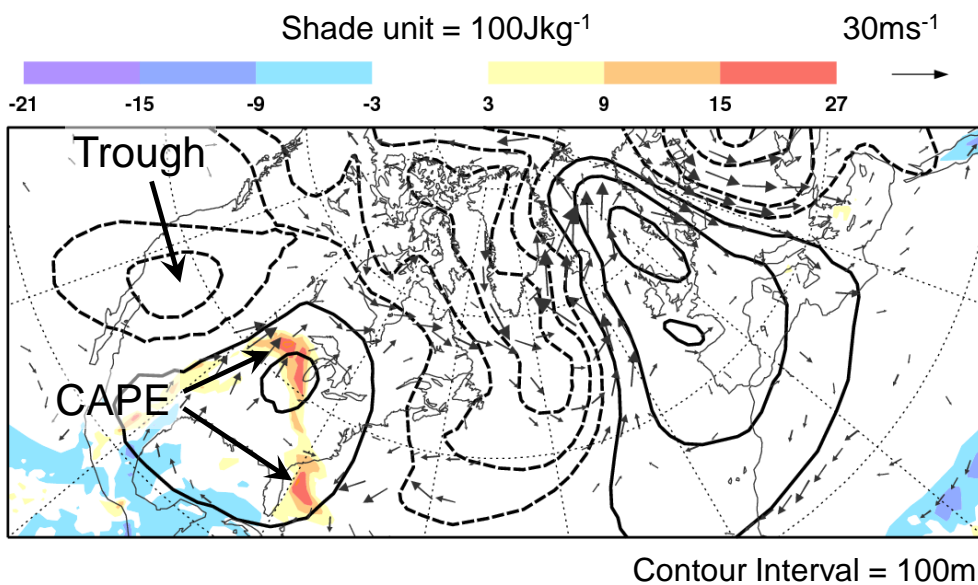 Shade unit = 100Jkg⁻¹ 30ms⁻¹
-21 -15 -9 -3 3 9 15 27
Trough
CAPE
Contour Interval = 100m